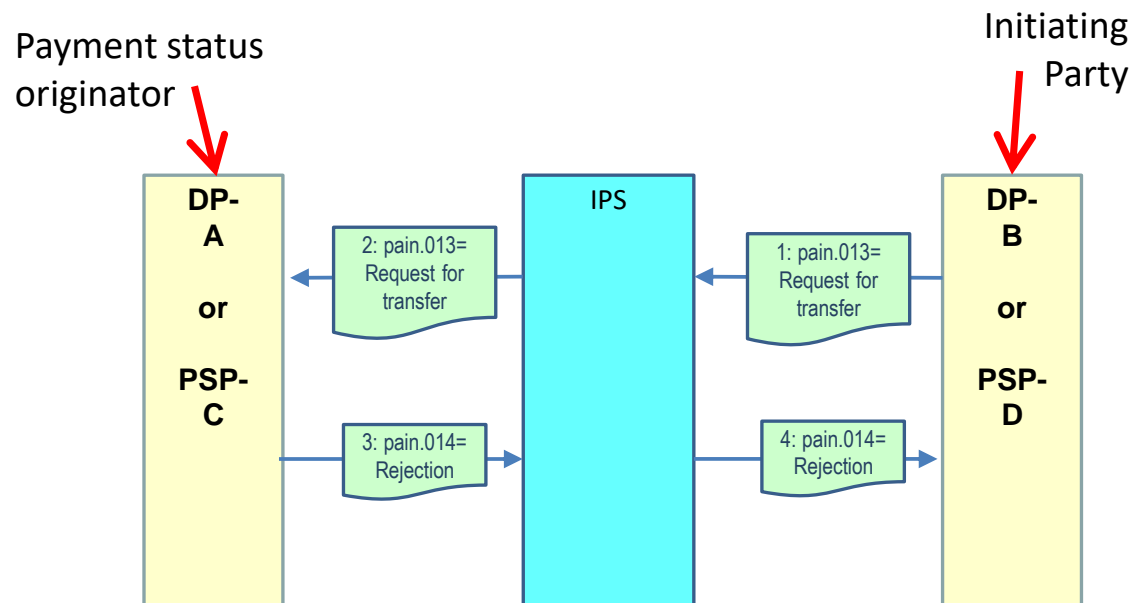 Payment status
originator
Initiating
Party
DP-
A
or
PSP-
C
IPS
DP-
B
or
PSP-
D
2: pain.013=
Request for
transfer
1: pain.013=
Request for
transfer
3: pain.014=
Rejection
4: pain.014=
Rejection